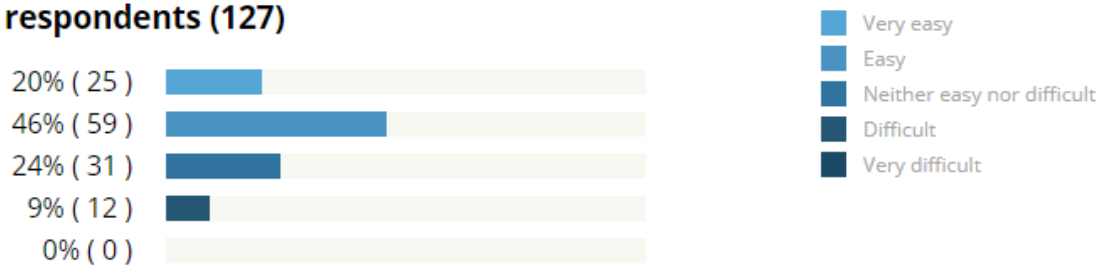 respondents (127)
20% ( 25 )
46% ( 59 )
24% ( 31 )
9% ( 12 )
0% ( 0 )
Very easy
Easy
Neither easy nor difficult
Difficult
Very difficult